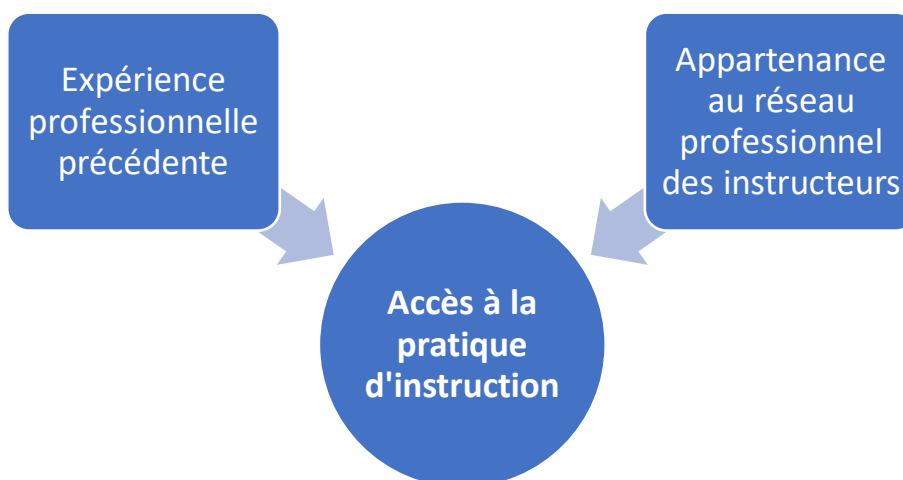 Expérience
professionnelle
précédente
Appartenance
au réseau
professionnel
des instructeurs
Accès à la
pratique
d'instruction